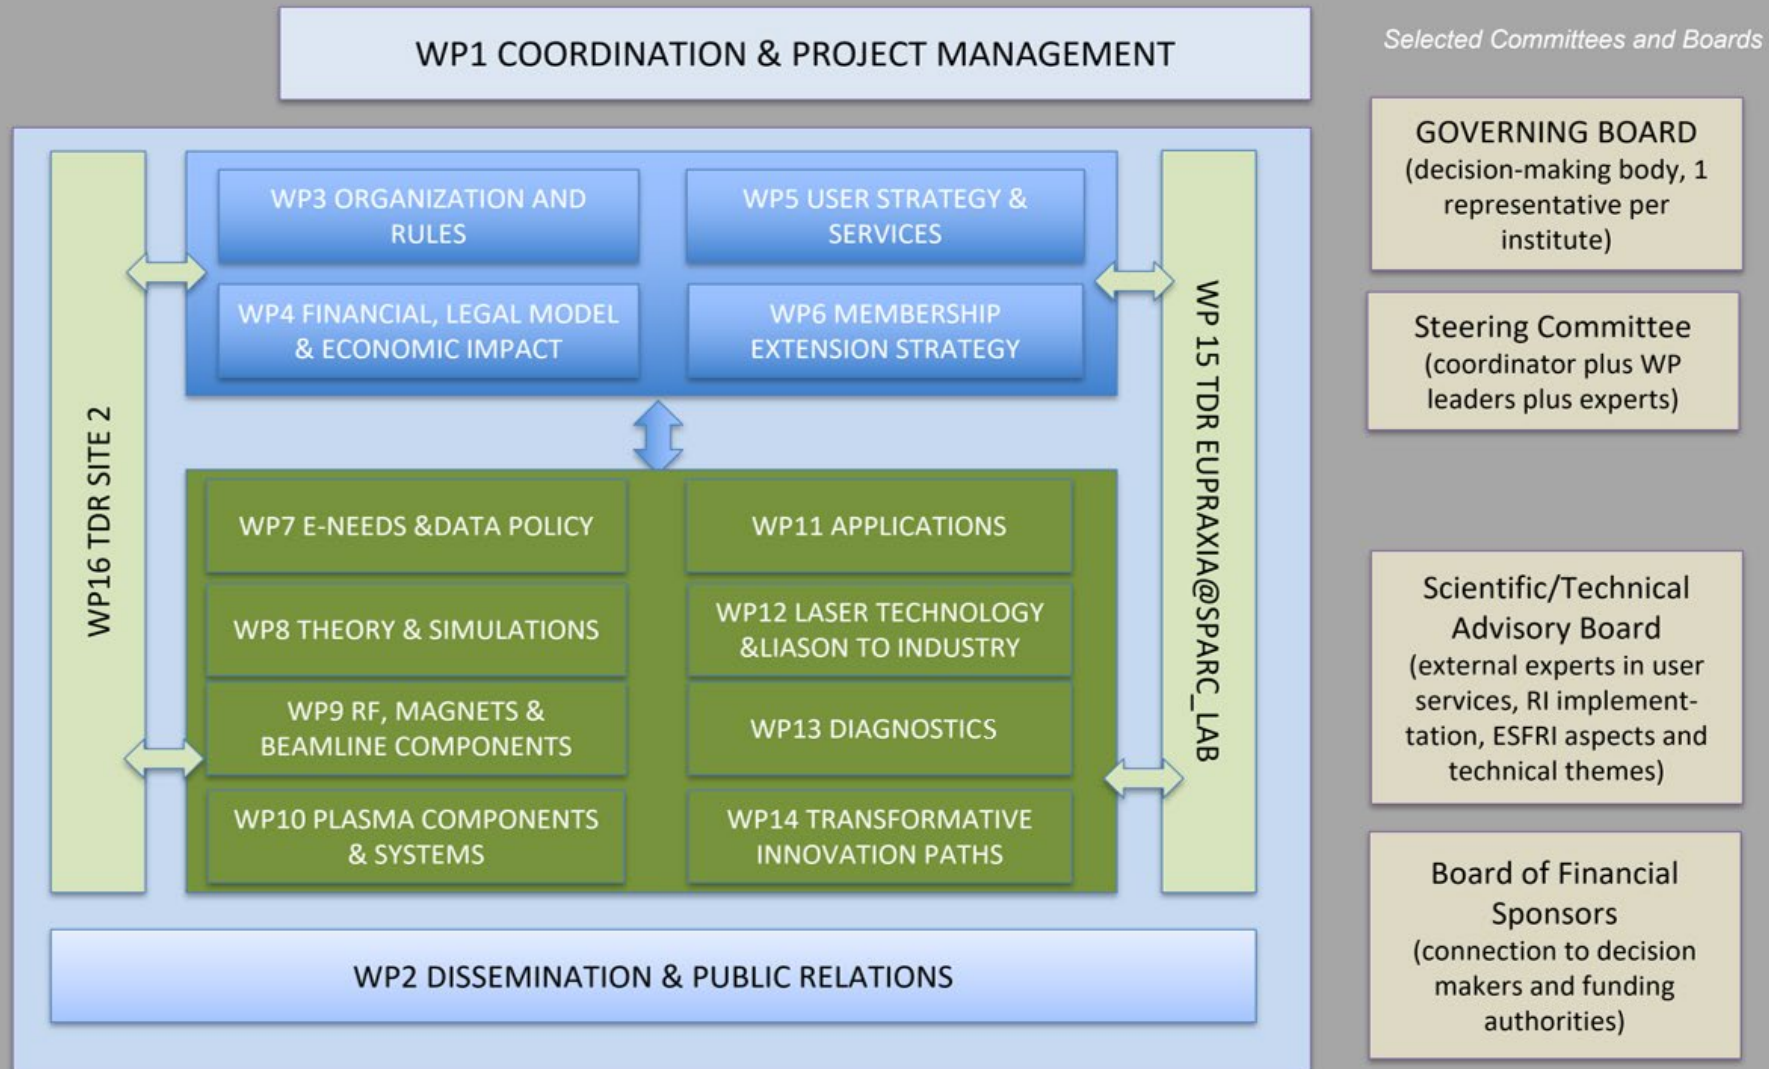 WP1 COORDINATION & PROJECT MANAGEMENT
Selected Committees and Boards
WP16 TDR SITE 2
WP3 ORGANIZATION AND
RULES
WP5 USER STRATEGY &
SERVICES
WP4 FINANCIAL, LEGAL MODEL
& ECONOMIC IMPACT
WP6 MEMBERSHIP
EXTENSION STRATEGY
WP7 E-NEEDS &DATA POLICY
WP11 APPLICATIONS
WP8 THEORY & SIMULATIONS
WP12 LASER TECHNOLOGY
&LIASON TO INDUSTRY
WP9 RF, MAGNETS &
BEAMLINE COMPONENTS
WP13 DIAGNOSTICS
WP10 PLASMA COMPONENTS
& SYSTEMS
WP14 TRANSFORMATIVE
INNOVATION PATHS
WP 15 TDR EUPRAXIA@SPARC_LAB
WP2 DISSEMINATION & PUBLIC RELATIONS
GOVERNING BOARD
(decision-making body, 1
representative per
institute)
Steering Committee
(coordinator plus WP
leaders plus experts)
Scientific/Technical
Advisory Board
(external experts in user
services, RI implement-
tation, ESFRI aspects and
technical themes)
Board of Financial
Sponsors
(connection to decision
makers and funding
authorities)